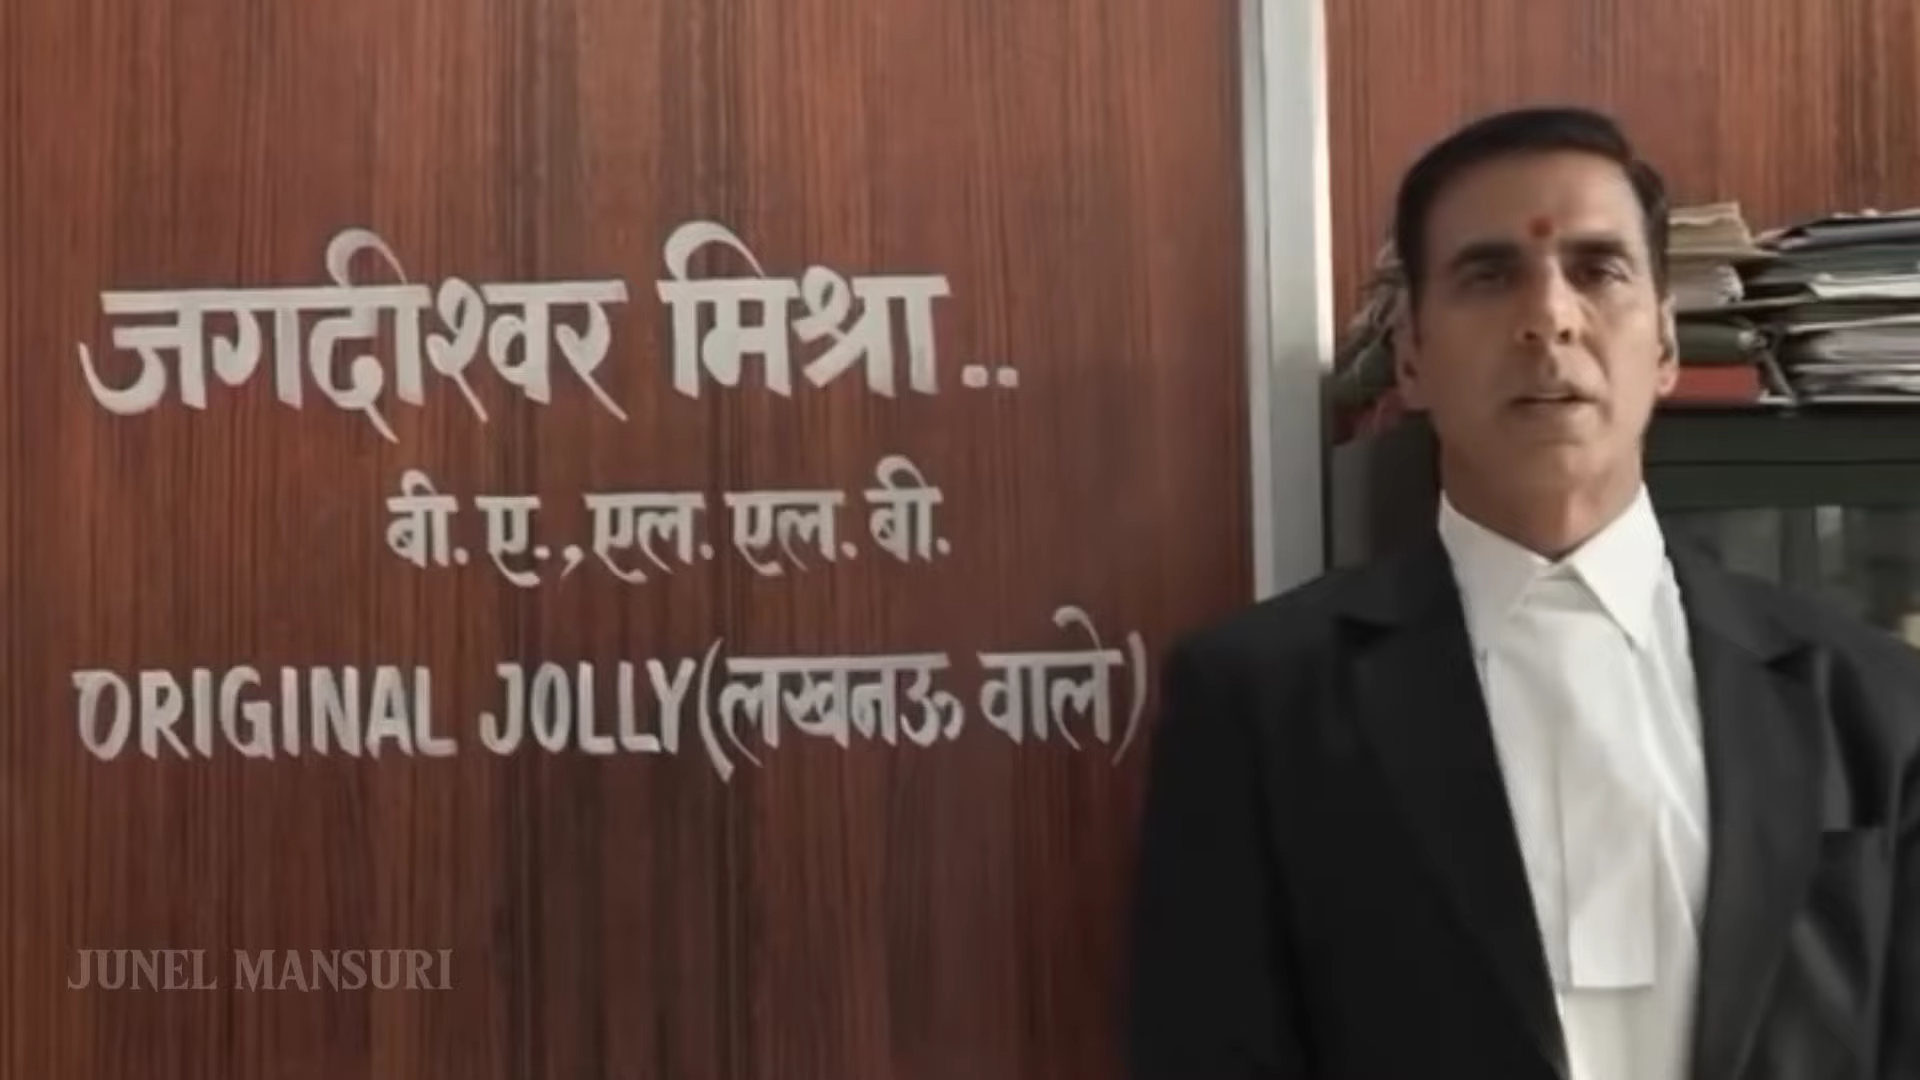 जगदीश्वर मिश्रा..
बी. ए., एल. एल. बी.
ORIGINAL JOLLY (लखनऊ वाले)
JUNEL MANSURI